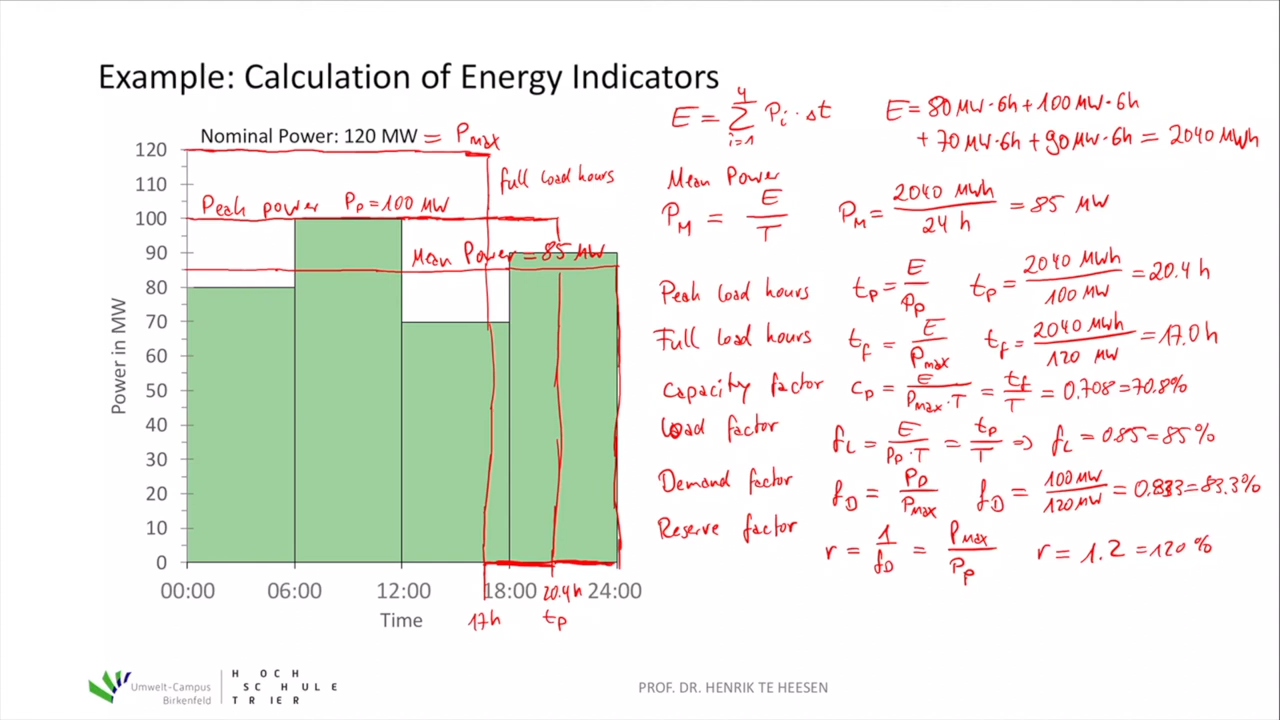 Example: Calculation of Energy Indicators
Nominal Power: 120 MW = Pmax
full load hours
Peak power Pp = 100 MW
Mean Power = 85 MW
Power in MW
120
110
100
90
80
70
60
50
40
30
20
10
0
00:00 06:00 12:00 18:00 24:00
Time
17h
20.4h
tp
E = Σ i=1 4 Pi · Δt
E = 80 MW · 6h + 100 MW · 6h
+ 70 MW · 6h + 90 MW · 6h = 2040 MWh
Mean Power
PM = E/T PM = 2040 MWh / 24 h = 85 MW
Peak load hours tp = E/Pp tp = 2040 MWh / 100 MW = 20.4 h
Full load hours tf = E/Pmax tf = 2040 MWh / 120 MW = 17.0 h
Capacity factor cp = E/Pmax·T = tf/T = 0.708 = 70.8%
Load factor fL = E/Pp·T = tp/T ⇒ fL = 0.85 = 85%
Demand factor fD = Pp/Pmax fD = 100 MW / 120 MW = 0.833 = 83.3%
Reserve factor r = 1/fD = Pmax/Pp r = 1.2 = 120%
Umwelt-Campus
Birkenfeld
HOCH
SCHULE
TRIER
PROF. DR. HENRIK TE HEESEN